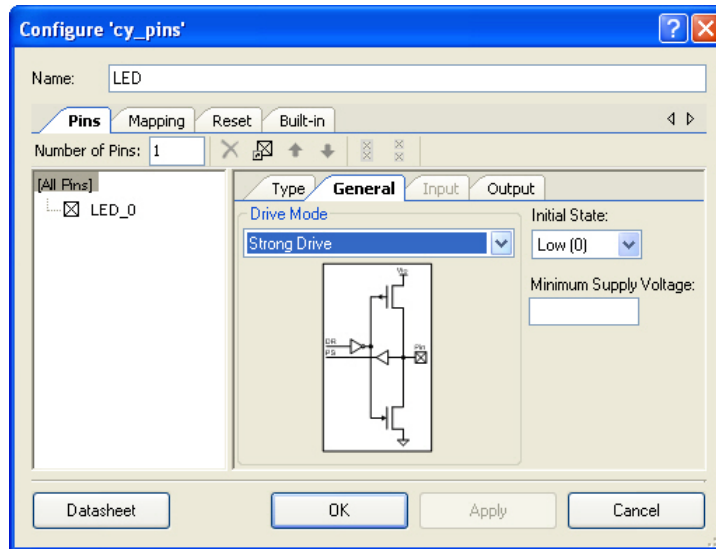 Configure 'cy_pins'
Name: LED
Pins Mapping Reset Built-in
Number of Pins: 1
[All Pins]
LED_0
Type General Input Output
Drive Mode
Strong Drive
Initial State:
Low (0)
Minimum Supply Voltage:
Vio
DR
PS
Pin
Datasheet OK Apply Cancel